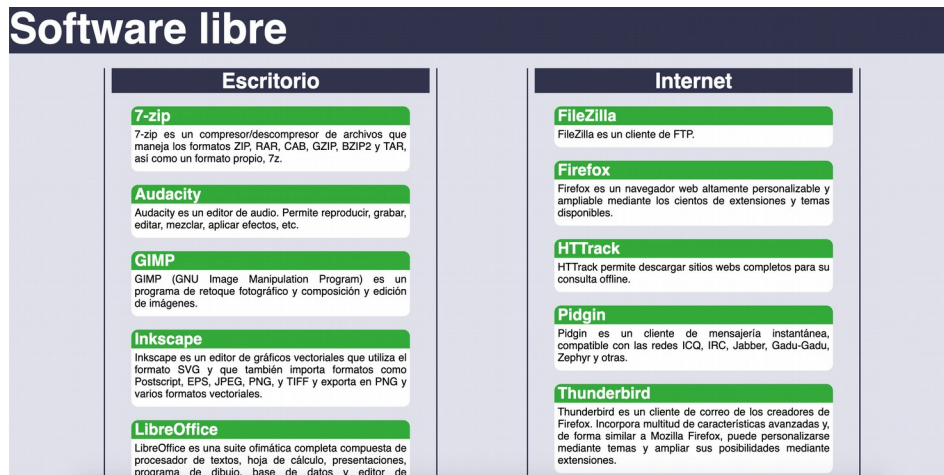 Software libre
Escritorio
7-zip
7-zip es un compresor/descompresor de archivos que
maneja los formatos ZIP, RAR, CAB, GZIP, BZIP2 y TAR,
así como un formato propio, 7z.
Audacity
Audacity es un editor de audio. Permite reproducir, grabar,
editar, mezclar, aplicar efectos, etc.
GIMP
GIMP (GNU Image Manipulation Program) es un
programa de retoque fotográfico y composición y edición
de imágenes.
Inkscape
Inkscape es un editor de gráficos vectoriales que utiliza el
formato SVG y que también importa formatos como
Postscript, EPS, JPEG, PNG, y TIFF y exporta en PNG y
varios formatos vectoriales.
LibreOffice
LibreOffice es una suite ofimática completa compuesta de
procesador de textos, hoja de cálculo, presentaciones,
programa de dibujo, base de datos y editor de
Internet
FileZilla
FileZilla es un cliente de FTP.
Firefox
Firefox es un navegador web altamente personalizable y
ampliable mediante los cientos de extensiones y temas
disponibles.
HTTrack
HTTrack permite descargar sitios webs completos para su
consulta offline.
Pidgin
Pidgin es un cliente de mensajería instantánea,
compatible con las redes ICQ, IRC, Jabber, Gadu-Gadu,
Zephyr y otras.
Thunderbird
Thunderbird es un cliente de correo de los creadores de
Firefox. Incorpora multitud de características avanzadas y,
de forma similar a Mozilla Firefox, puede personalizarse
mediante temas y ampliar sus posibilidades mediante
extensiones.